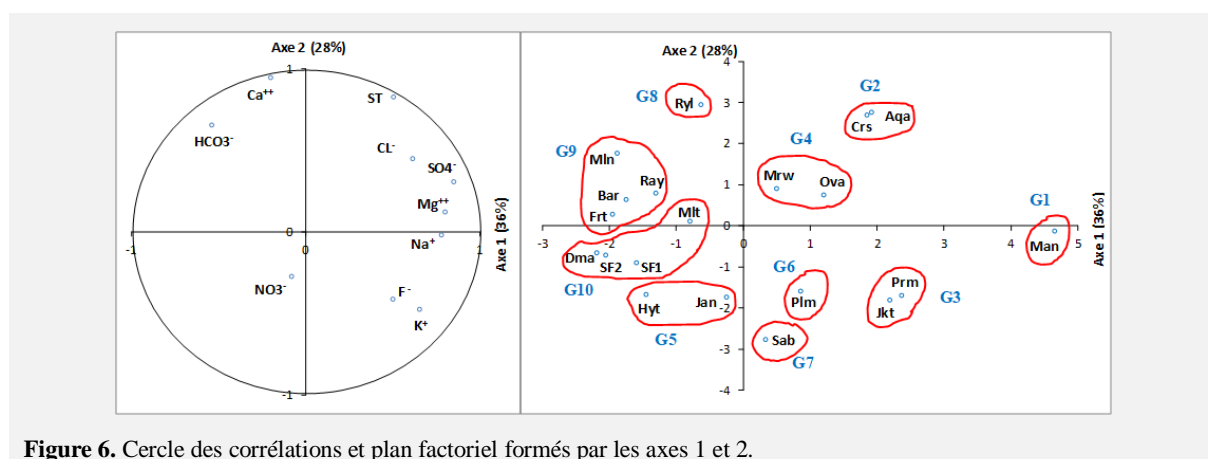 Axe 2 (28%)
1
Ca⁺⁺
ST
HCO3⁻
CL⁻
SO4⁻
Mg⁺⁺
-1
0
0
1
Na⁺
Axe 1 (36%)
NO3⁻
F⁻
K⁺
-1
Axe 2 (28%)
4
G8
Ryl
3
G2
Crs
Aqa
2
G4
G9
Mln
Ray
1
Mrw
Ova
Bar
Frt
Mlt
G1
Man
0
-3
-2
-1
0
1
2
3
4
5
Axe 1 (36%)
Dma
SF2
SF1
-1
G10
G6
Plm
Prm
Jkt
G3
Hyt
Jan
-2
G5
Sab
-3
G7
-4
Figure 6. Cercle des corrélations et plan factoriel formés par les axes 1 et 2.